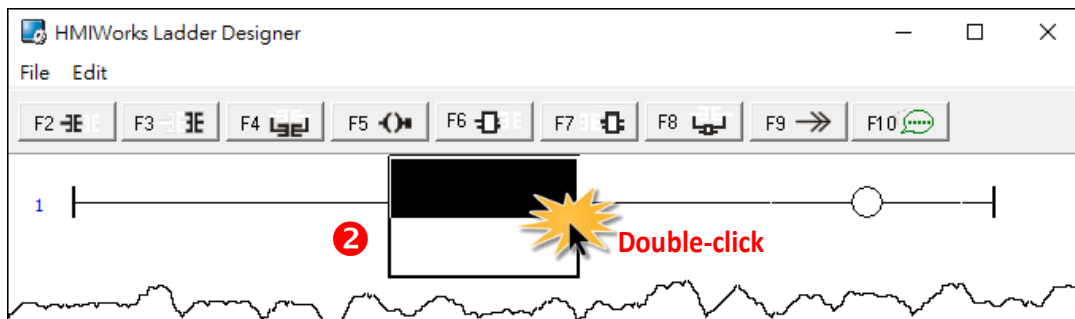 HMIWorks Ladder Designer
File Edit
F2 F3 F4 F5 F6 F7 F8 F9 F10
1
2 Double-click